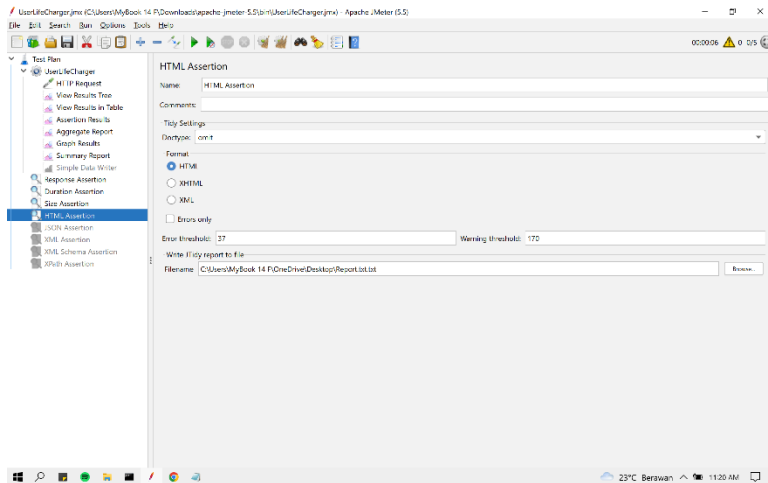 UserLifeCharger.jmx (C:\Users\MyBook 14 F\Downloads\apache-jmeter-5.5\bin\UserLifeCharger.jmx) - Apache JMeter (5.5)
File Edit Search Run Options Tools Help
00:00:06 0 0/5
Test Plan
UserLifeCharger
HTTP Request
View Results Tree
View Results in Table
Assertion Results
Aggregate Report
Graph Results
Summary Report
Simple Data Writer
Response Assertion
Duration Assertion
Size Assertion
HTML Assertion
JSON Assertion
XML Assertion
XML Schema Assertion
XPath Assertion
HTML Assertion
Name: HTML Assertion
Comments:
Tidy Settings
Doctype: omit
Format
HTML
XHTML
XML
Errors only
Error threshold: 37 Warning threshold: 170
Write JTidy report to file
Filename C:\Users\MyBook 14 F\OneDrive\Desktop\Report.txt.txt Browse...
23°C Berawan 11:20 AM